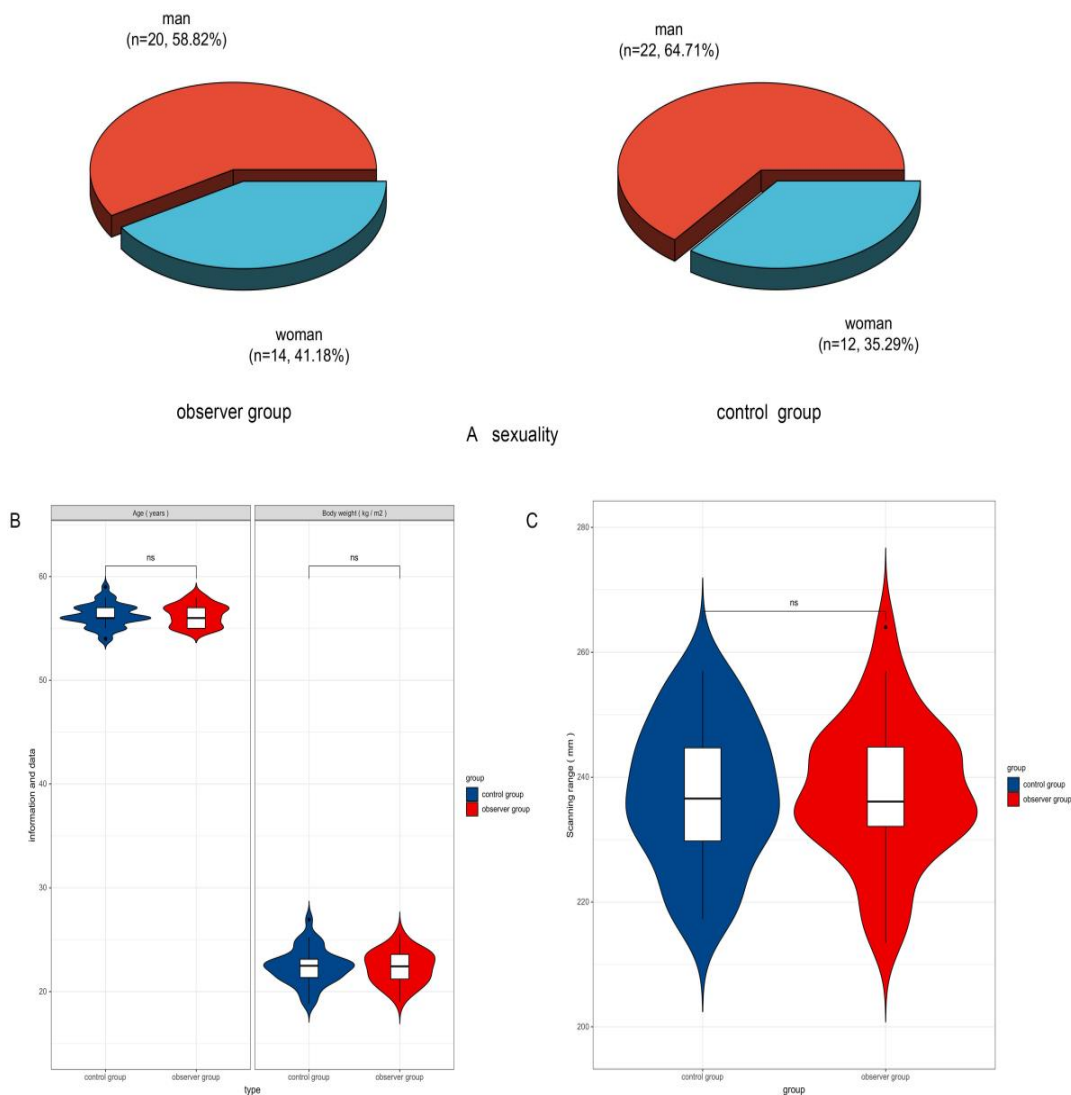 man
(n=20, 58.82%)
man
(n=22, 64.71%)
woman
(n=14, 41.18%)
woman
(n=12, 35.29%)
observer group
control group
A sexuality
B
Age ( years )
Body weight ( kg / m2 )
ns
ns
60
50
40
30
20
information and data
control group
observer group
control group
observer group
type
group
control group
observer group
C
280
260
240
220
200
Scanning range ( mm )
ns
control group
observer group
group
group
control group
observer group